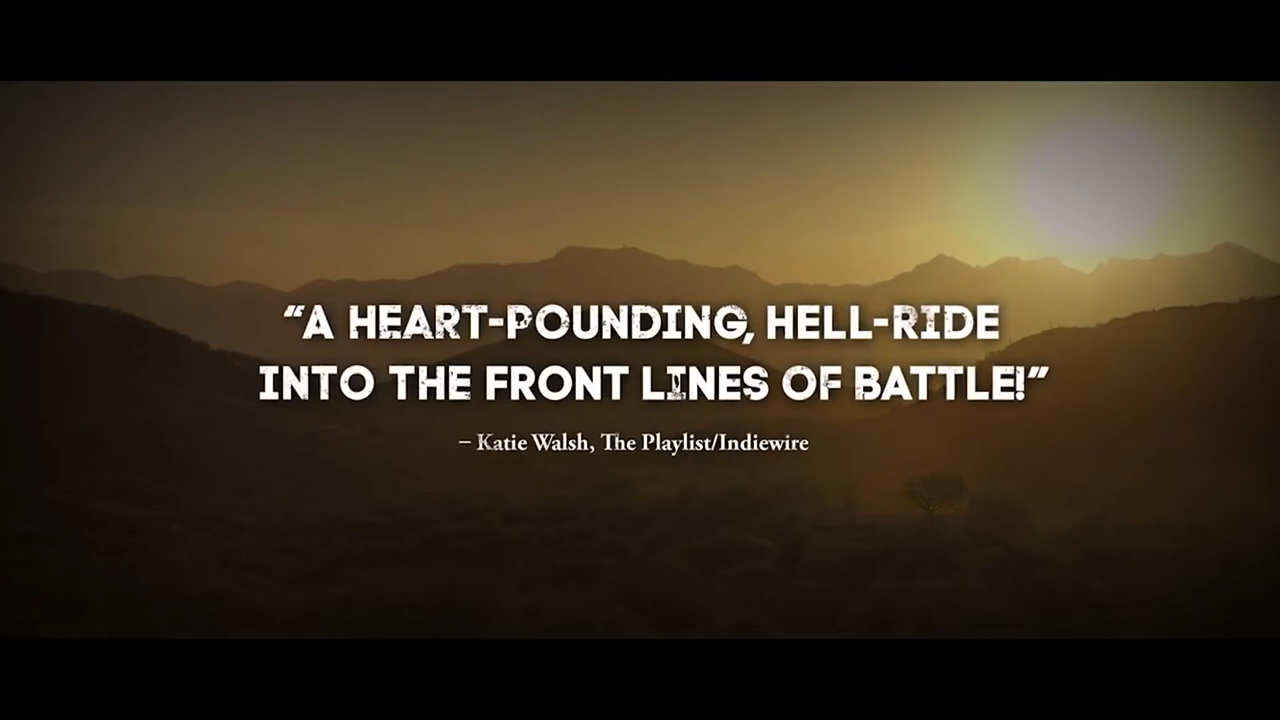 “A HEART-POUNDING, HELL-RIDE
INTO THE FRONT LINES OF BATTLE!”
– Katie Walsh, The Playlist/Indiewire